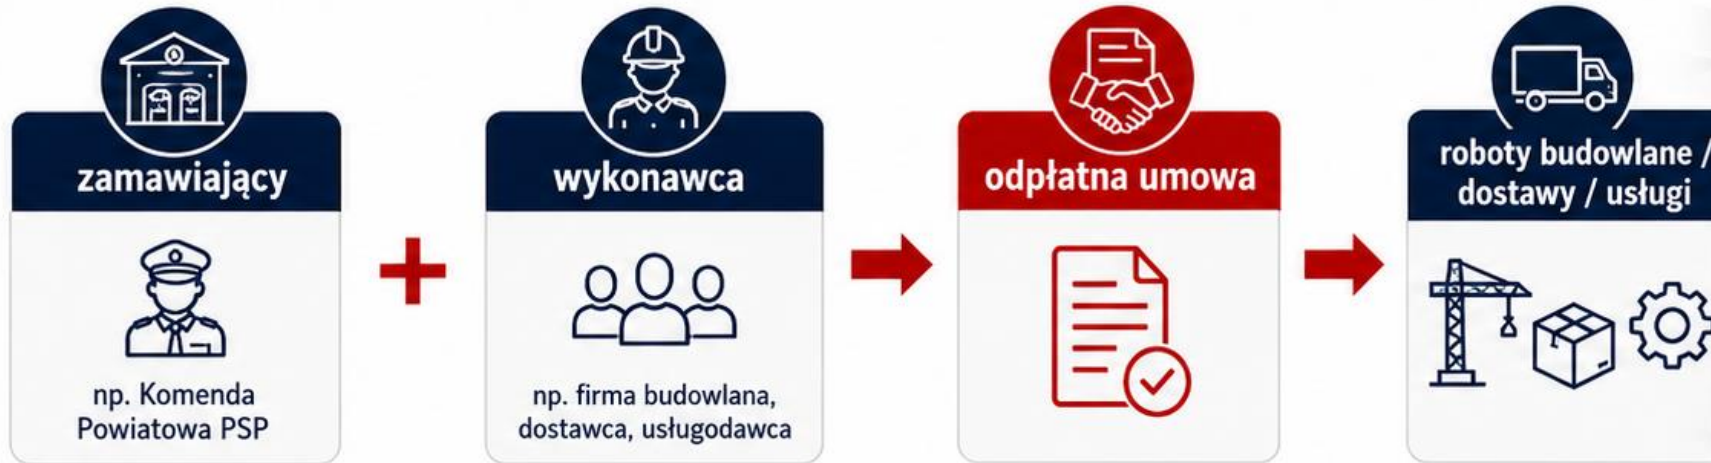 zamawiający
np. Komenda
Powiatowa PSP
wykonawca
np. firma budowlana,
dostawca, usługodawca
odpłatna umowa
roboty budowlane /
dostawy / usługi